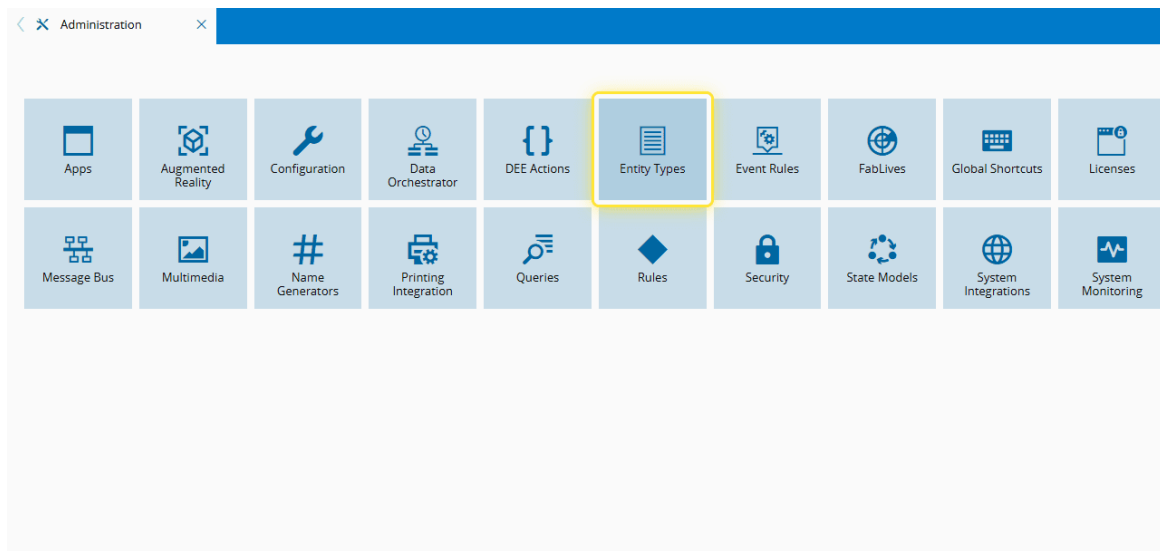 Administration
Apps
Augmented
Reality
Configuration
Data
Orchestrator
DEE Actions
Entity Types
Event Rules
FabLives
Global Shortcuts
Licenses
Message Bus
Multimedia
Name
Generators
Printing
Integration
Queries
Rules
Security
State Models
System
Integrations
System
Monitoring